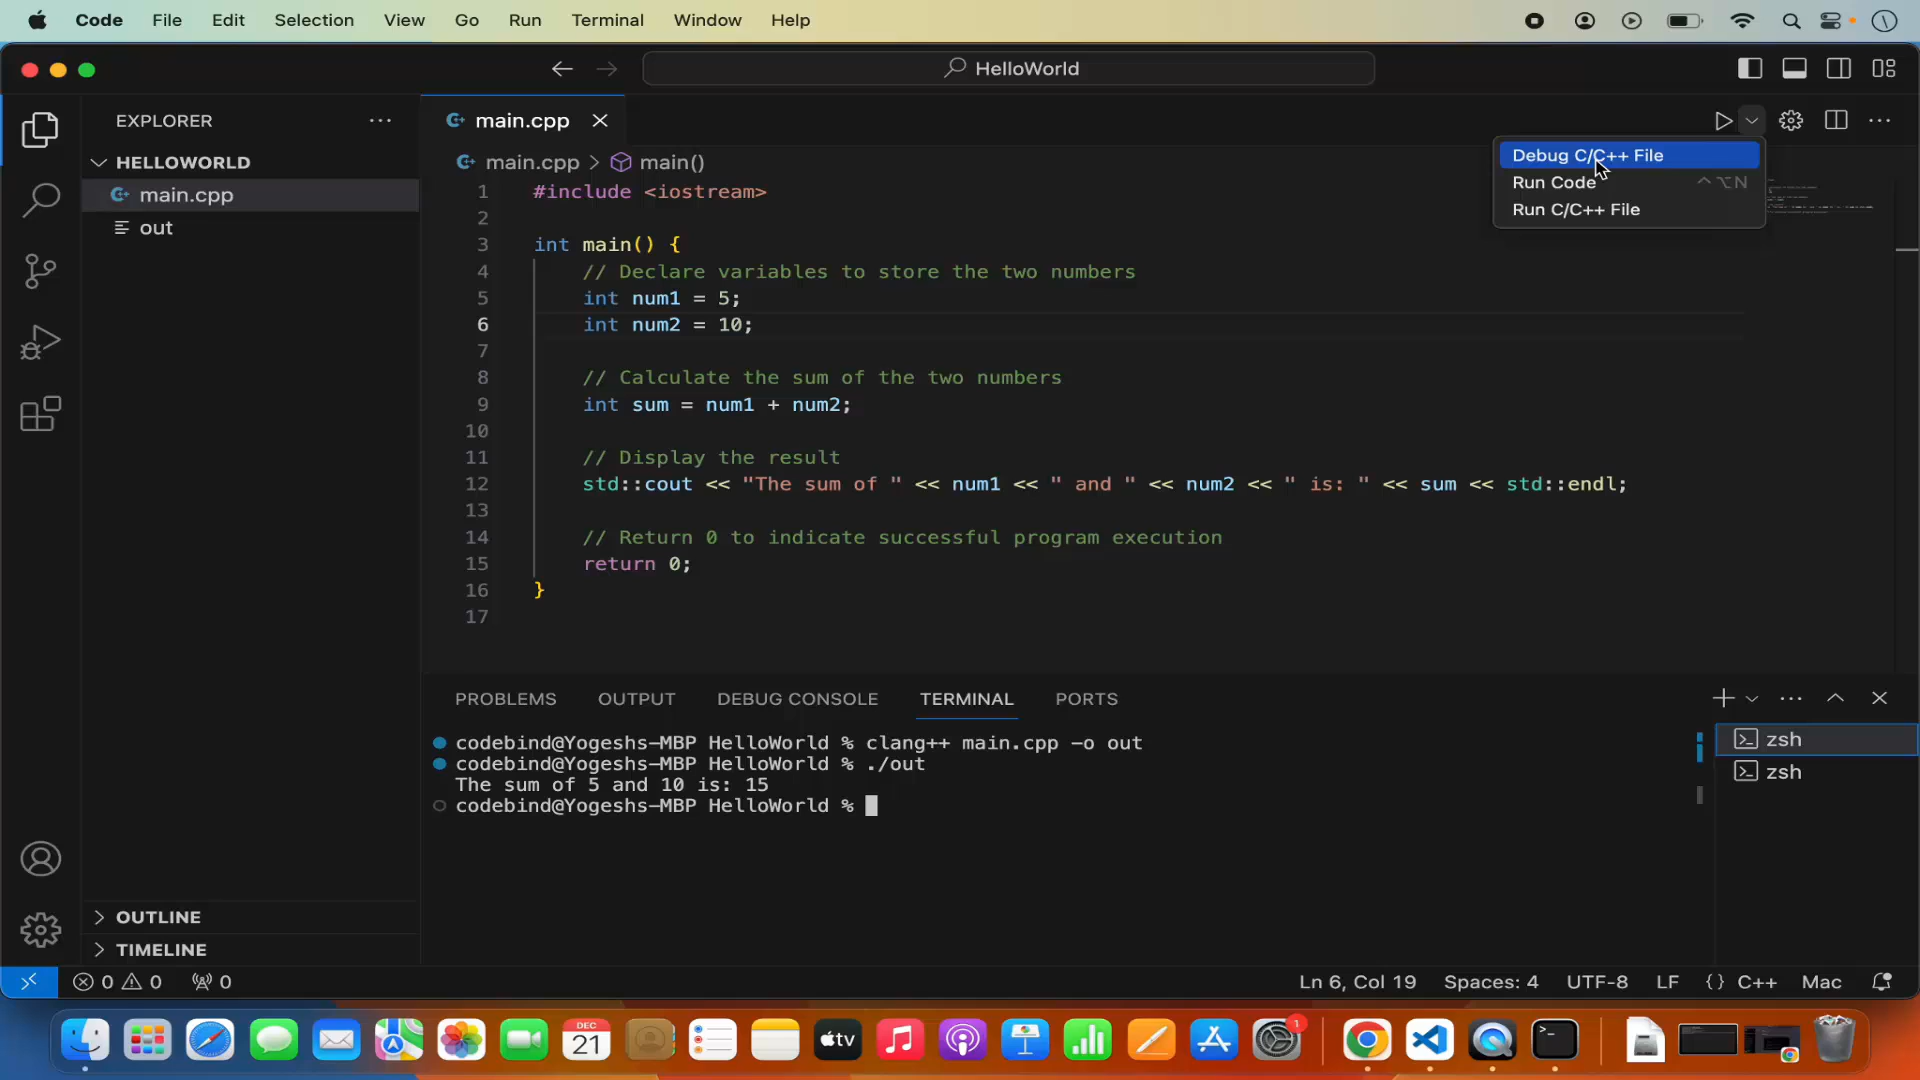 Code File Edit Selection View Go Run Terminal Window Help
HelloWorld
EXPLORER
HELLOWORLD
main.cpp
out
OUTLINE
TIMELINE
main.cpp
main.cpp > main()
1 #include <iostream>
2
3 int main() {
4 // Declare variables to store the two numbers
5 int num1 = 5;
6 int num2 = 10;
7
8 // Calculate the sum of the two numbers
9 int sum = num1 + num2;
10
11 // Display the result
12 std::cout << "The sum of " << num1 << " and " << num2 << " is: " << sum << std::endl;
13
14 // Return 0 to indicate successful program execution
15 return 0;
16 }
17
Debug C/C++ File
Run Code ^⌥N
Run C/C++ File
PROBLEMS OUTPUT DEBUG CONSOLE TERMINAL PORTS
codebind@Yogeshs-MBP HelloWorld % clang++ main.cpp -o out
codebind@Yogeshs-MBP HelloWorld % ./out
The sum of 5 and 10 is: 15
codebind@Yogeshs-MBP HelloWorld %
zsh
zsh
0 0 0 Ln 6, Col 19 Spaces: 4 UTF-8 LF {} C++ Mac
DEC
21
tv
1